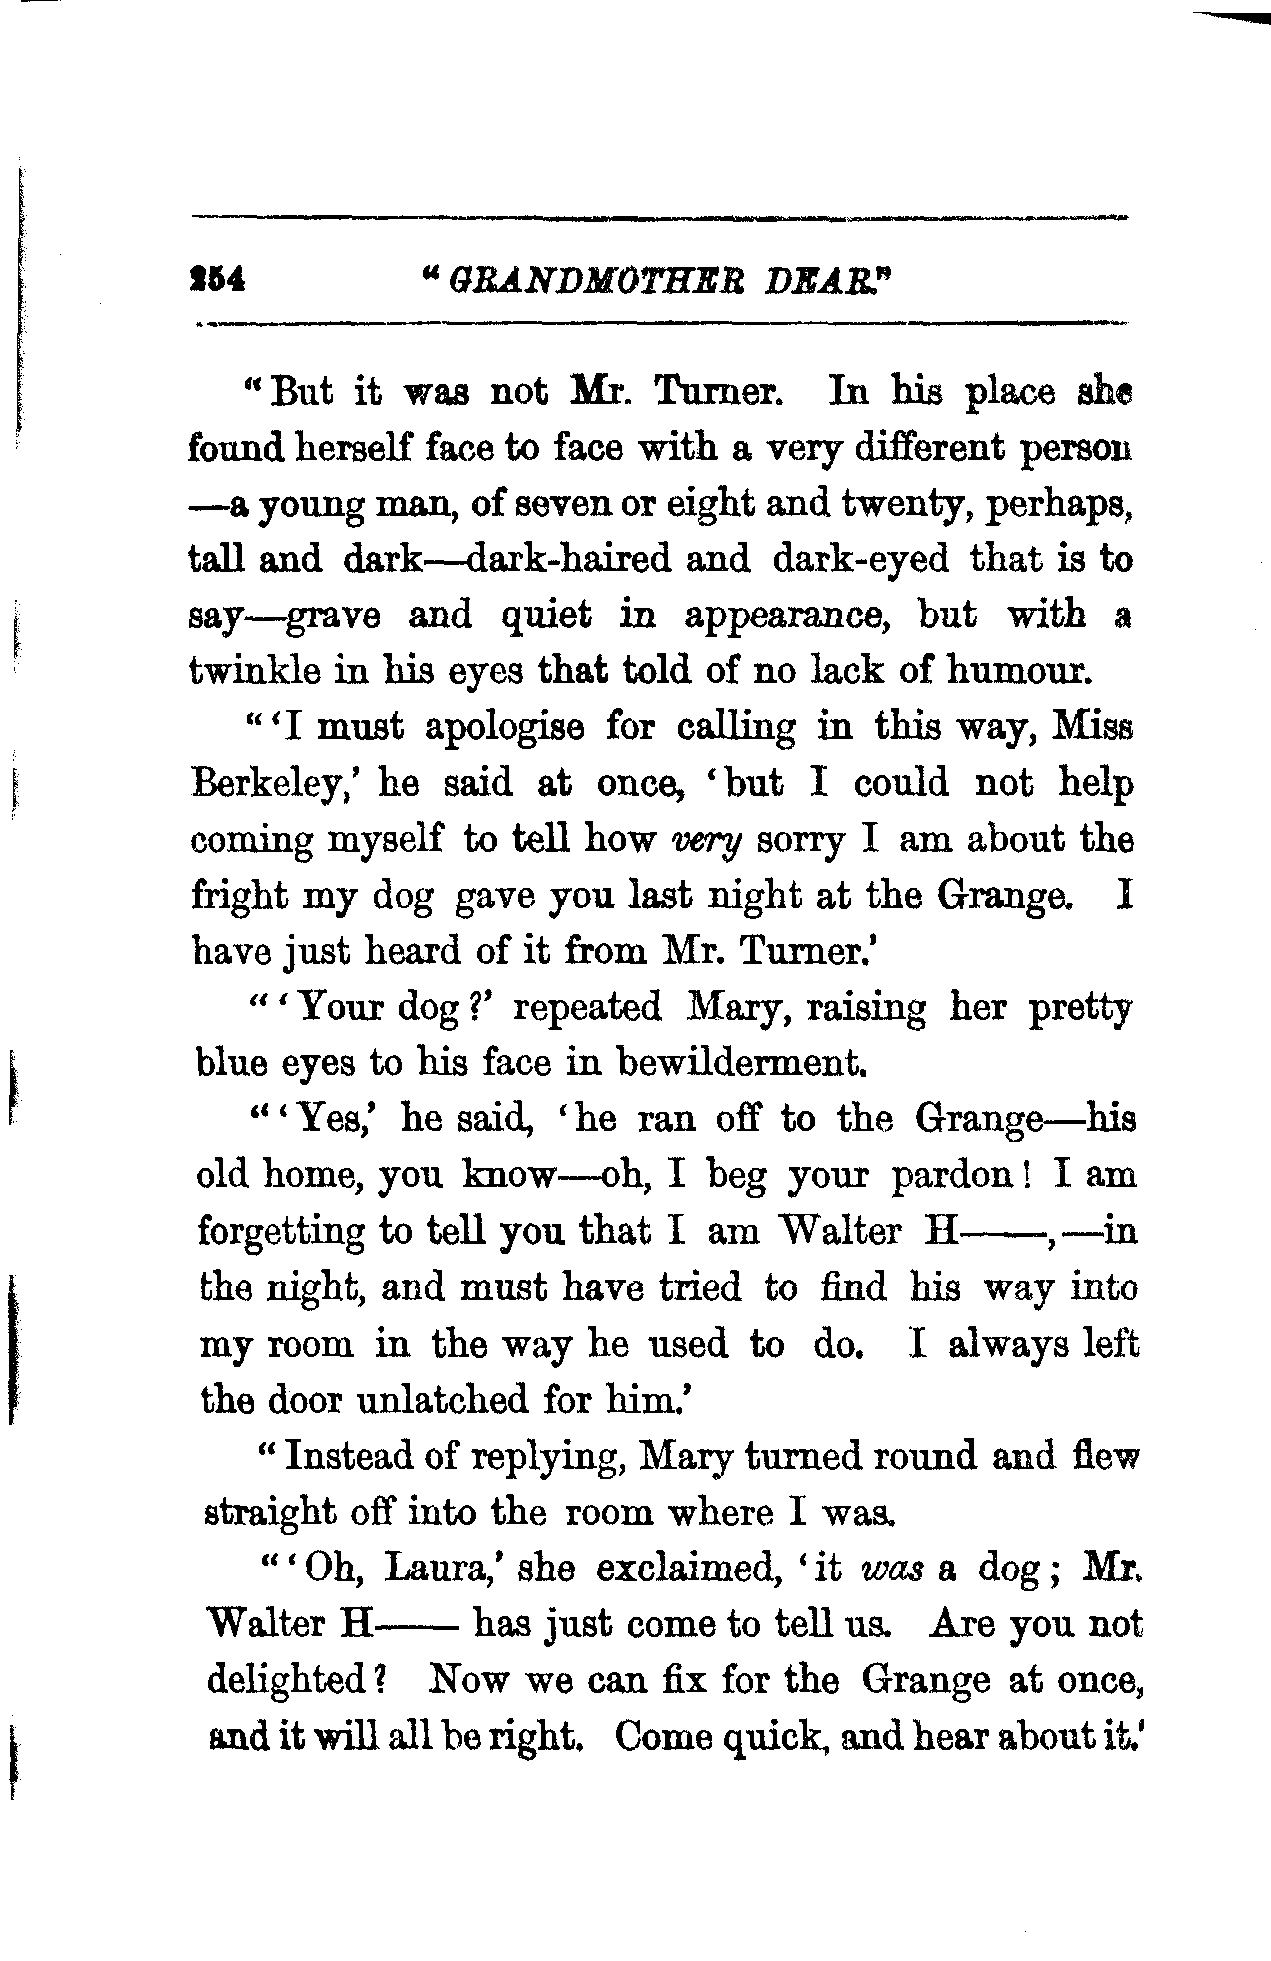 254 "GRANDMOTHER DEAR."
"But it was not Mr. Turner. In his place she
found herself face to face with a very different person
—a young man, of seven or eight and twenty, perhaps,
tall and dark—dark-haired and dark-eyed that is to
say—grave and quiet in appearance, but with a
twinkle in his eyes that told of no lack of humour.
"'I must apologise for calling in this way, Miss
Berkeley,' he said at once, 'but I could not help
coming myself to tell how very sorry I am about the
fright my dog gave you last night at the Grange. I
have just heard of it from Mr. Turner.'
"'Your dog?' repeated Mary, raising her pretty
blue eyes to his face in bewilderment.
"'Yes,' he said, 'he ran off to the Grange—his
old home, you know—oh, I beg your pardon! I am
forgetting to tell you that I am Walter H——,—in
the night, and must have tried to find his way into
my room in the way he used to do. I always left
the door unlatched for him.'
"Instead of replying, Mary turned round and flew
straight off into the room where I was.
"'Oh, Laura,' she exclaimed, 'it was a dog; Mr.
Walter H—— has just come to tell us. Are you not
delighted? Now we can fix for the Grange at once,
and it will all be right. Come quick, and hear about it.'